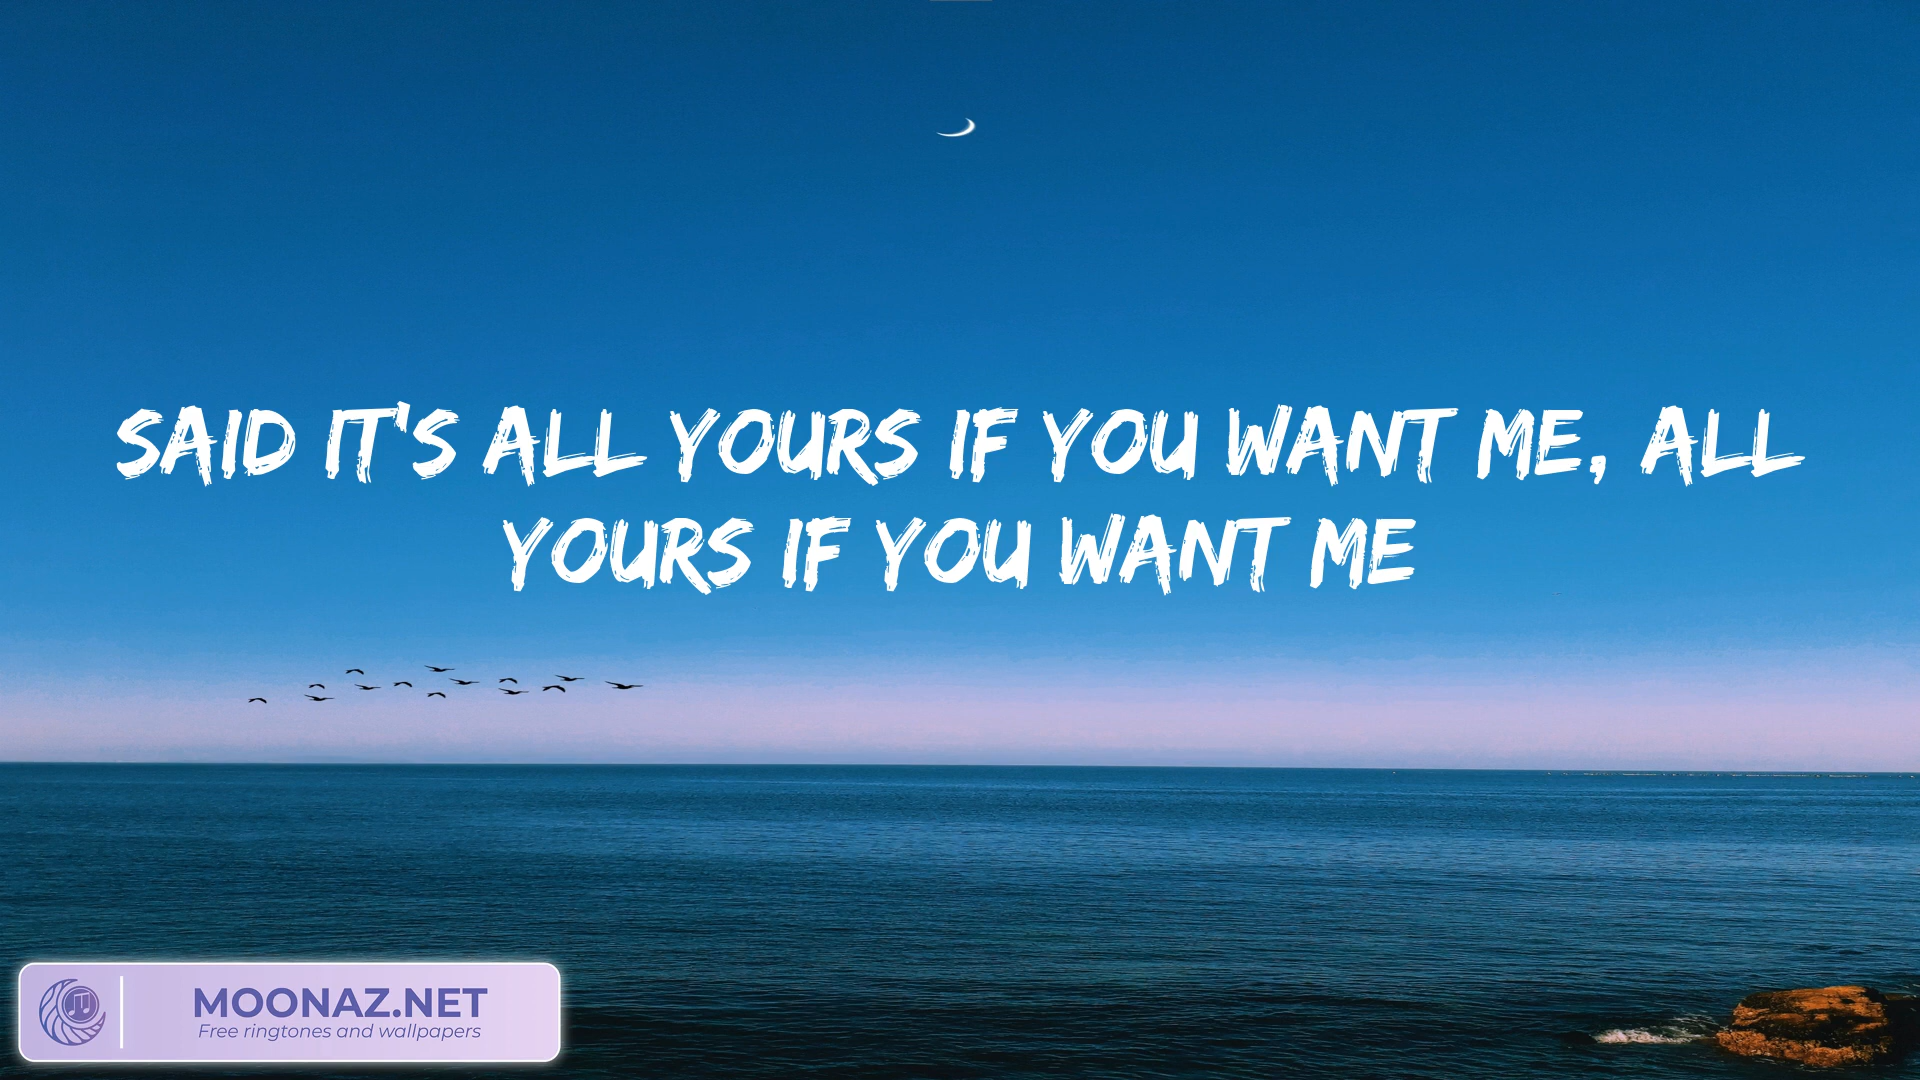 SAID IT'S ALL YOURS IF YOU WANT ME, ALL
YOURS IF YOU WANT ME
MOONAZ.NET
Free ringtones and wallpapers